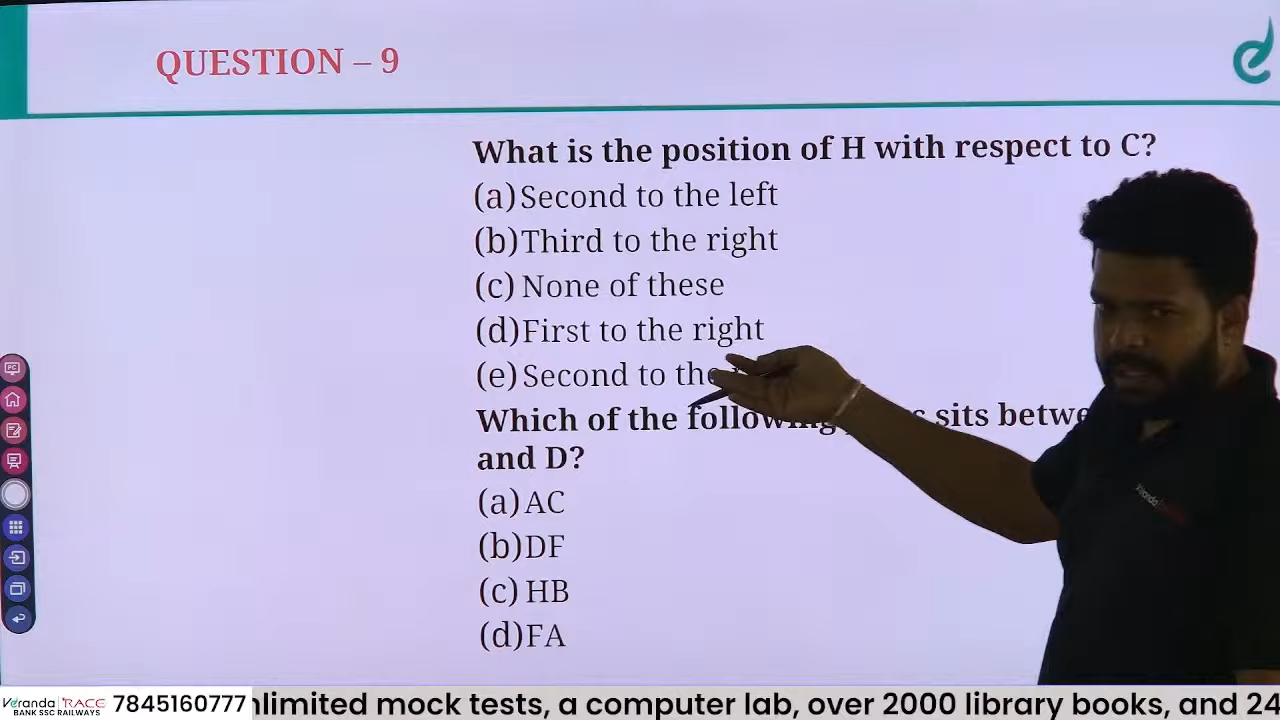 QUESTION – 9
What is the position of H with respect to C?
(a) Second to the left
(b) Third to the right
(c) None of these
(d) First to the right
(e) Second to the
Which of the following sits
and D?
(a) AC
(b) DF
(c) HB
(d) FA
Veranda RACE
BANK SSC RAILWAYS
7845160777
nlimited mock tests, a computer lab, over 2000 library books, and 24